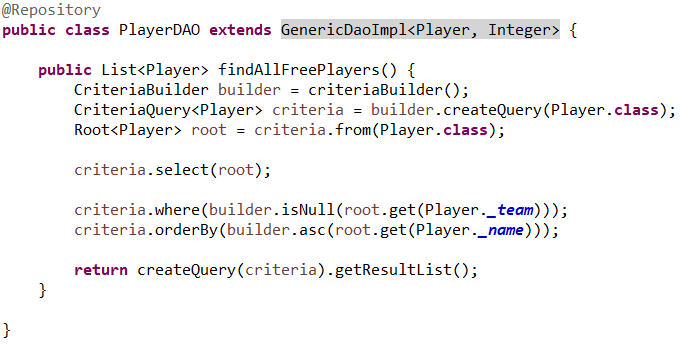 @Repository
public class PlayerDAO extends GenericDaoImpl<Player, Integer> {
public List<Player> findAllFreePlayers() {
CriteriaBuilder builder = criteriaBuilder();
CriteriaQuery<Player> criteria = builder.createQuery(Player.class);
Root<Player> root = criteria.from(Player.class);
criteria.select(root);
criteria.where(builder.isNull(root.get(Player._team)));
criteria.orderBy(builder.asc(root.get(Player._name)));
return createQuery(criteria).getResultList();
}
}